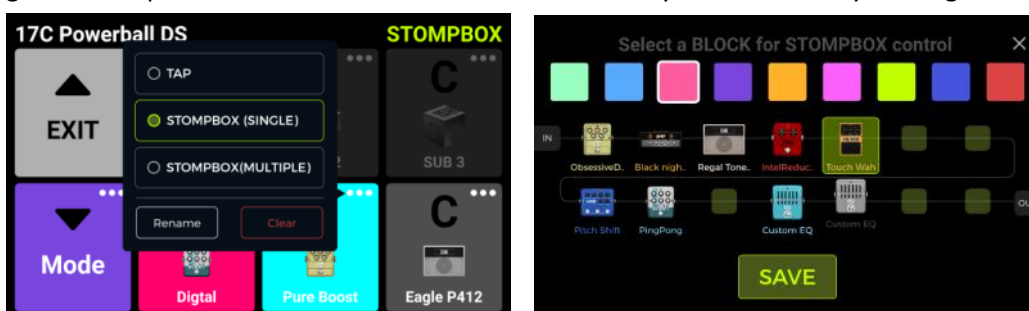 17C Powerball DS
STOMPBOX
TAP
EXIT
STOMPBOX (SINGLE)
STOMPBOX(MULTIPLE)
C
SUB 3
Rename
Clear
Mode
Digtal
Pure Boost
C
Eagle P412
Select a BLOCK for STOMPBOX control
IN
ObsessiveD..
Black nigh..
Regal Tone..
IntelReduc..
Touch Wah
Pitch Shift
PingPong
Custom EQ
Custom EQ
OU
SAVE